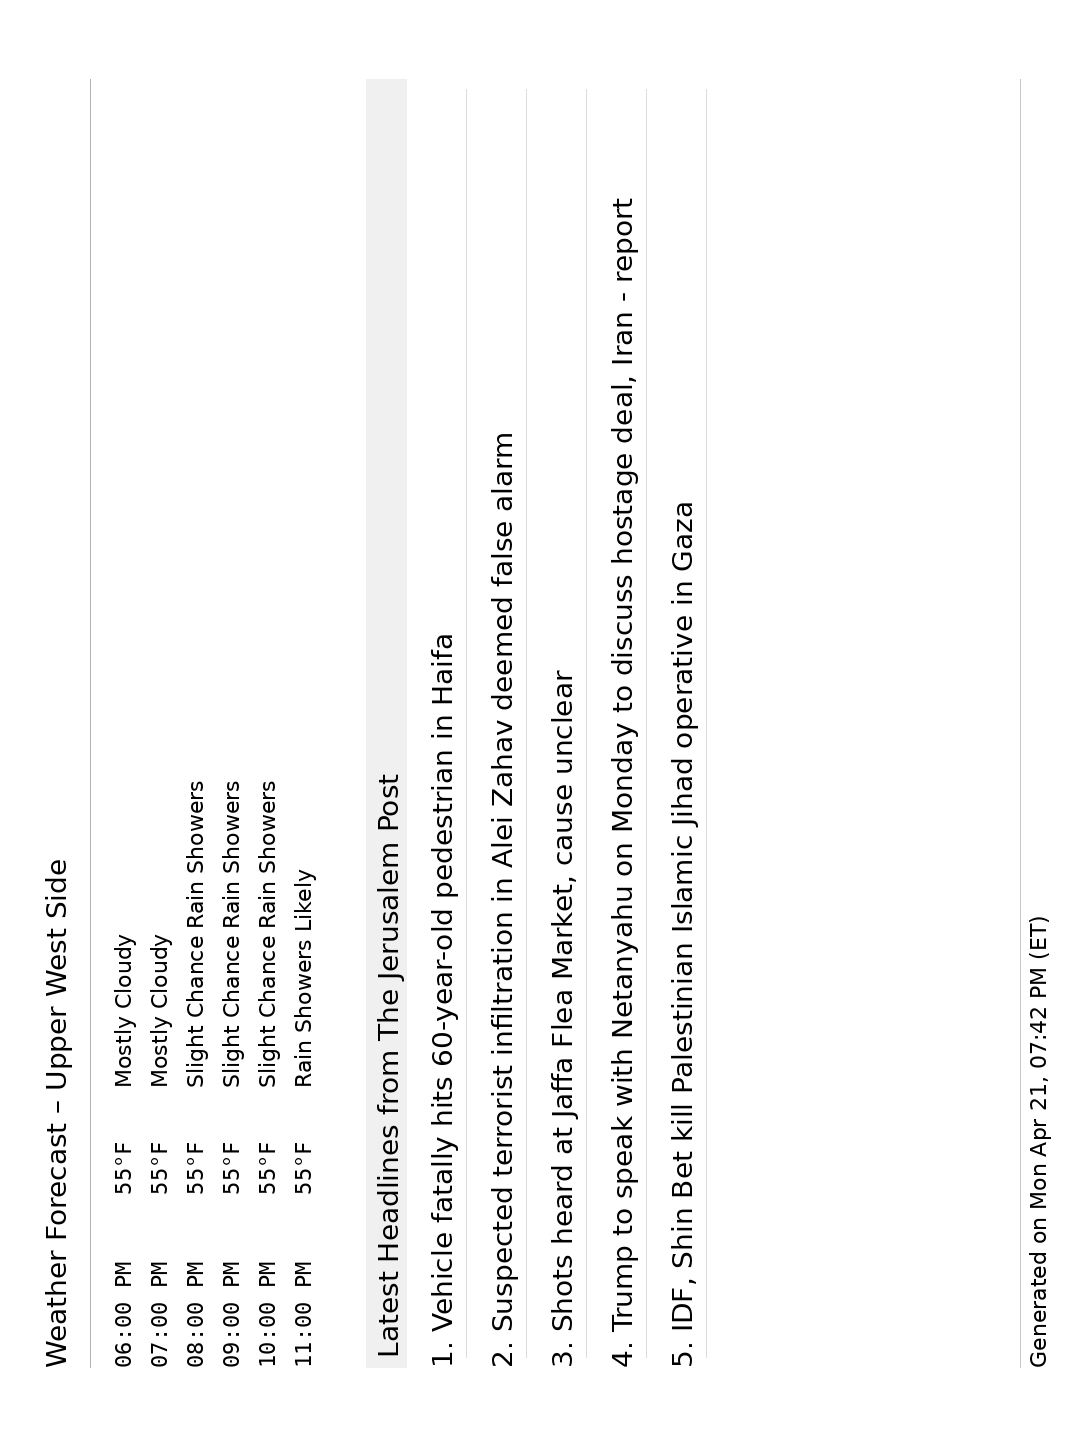 Weather Forecast – Upper West Side
06:00 PM 55°F Mostly Cloudy
07:00 PM 55°F Mostly Cloudy
08:00 PM 55°F Slight Chance Rain Showers
09:00 PM 55°F Slight Chance Rain Showers
10:00 PM 55°F Slight Chance Rain Showers
11:00 PM 55°F Rain Showers Likely
Latest Headlines from The Jerusalem Post
1. Vehicle fatally hits 60-year-old pedestrian in Haifa
2. Suspected terrorist infiltration in Alei Zahav deemed false alarm
3. Shots heard at Jaffa Flea Market, cause unclear
4. Trump to speak with Netanyahu on Monday to discuss hostage deal, Iran - report
5. IDF, Shin Bet kill Palestinian Islamic Jihad operative in Gaza
Generated on Mon Apr 21, 07:42 PM (ET)